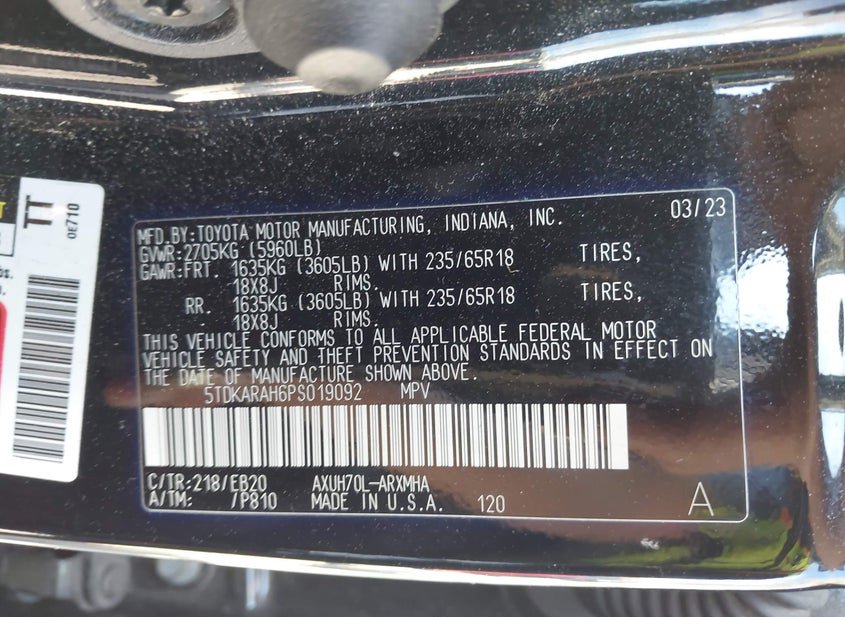 TT
0E710
MFD.BY:TOYOTA MOTOR MANUFACTURING, INDIANA, INC. 03/23
GVWR:2705KG (5960LB)
GAWR:FRT. 1635KG (3605LB) WITH 235/65R18 TIRES,
18X8J RIMS.
RR. 1635KG (3605LB) WITH 235/65R18 TIRES,
18X8J RIMS.
THIS VEHICLE CONFORMS TO ALL APPLICABLE FEDERAL MOTOR
VEHICLE SAFETY AND THEFT PREVENTION STANDARDS IN EFFECT ON
THE DATE OF MANUFACTURE SHOWN ABOVE.
5TDKARAH6PS019092 MPV
C/TR:218/EB20 AXUH70L-ARXMHA
A/TM: /P810 MADE IN U.S.A. 120 A